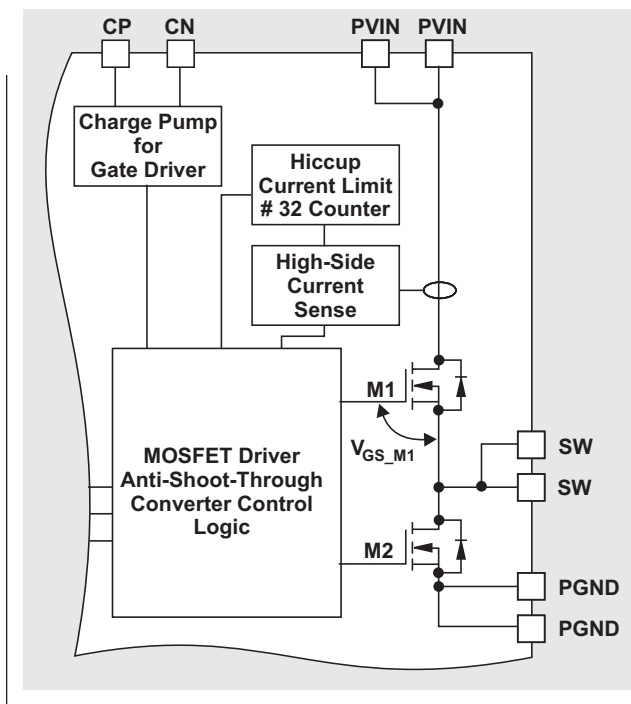 CP CN PVIN PVIN
Charge Pump
for
Gate Driver
Hiccup
Current Limit
# 32 Counter
High-Side
Current
Sense
M1
VGS_M1
SW
SW
MOSFET Driver
Anti-Shoot-Through
Converter Control
Logic
M2
PGND
PGND